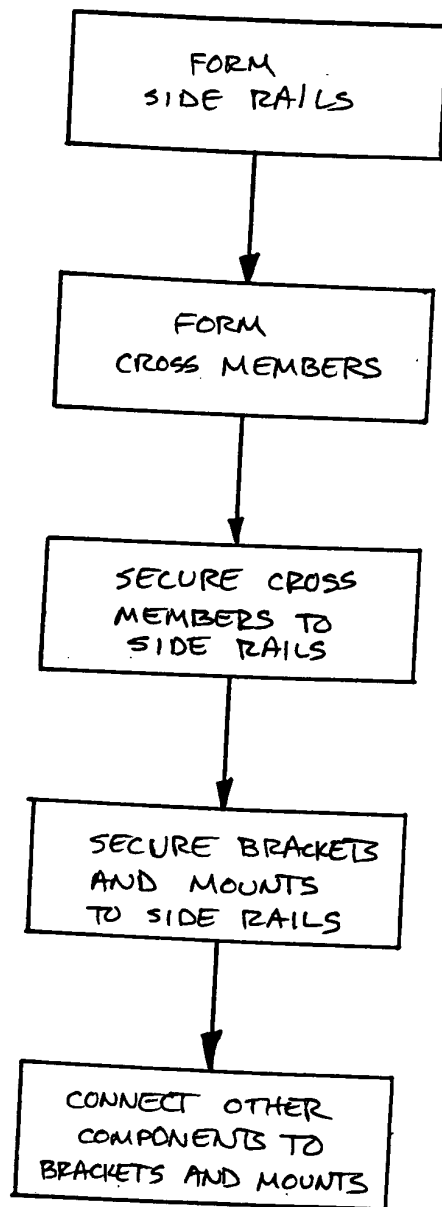 FORM
SIDE RAILS
FORM
CROSS MEMBERS
SECURE CROSS
MEMBERS TO
SIDE RAILS
SECURE BRACKETS
AND MOUNTS
TO SIDE RAILS
CONNECT OTHER
COMPONENTS TO
BRACKETS AND MOUNTS